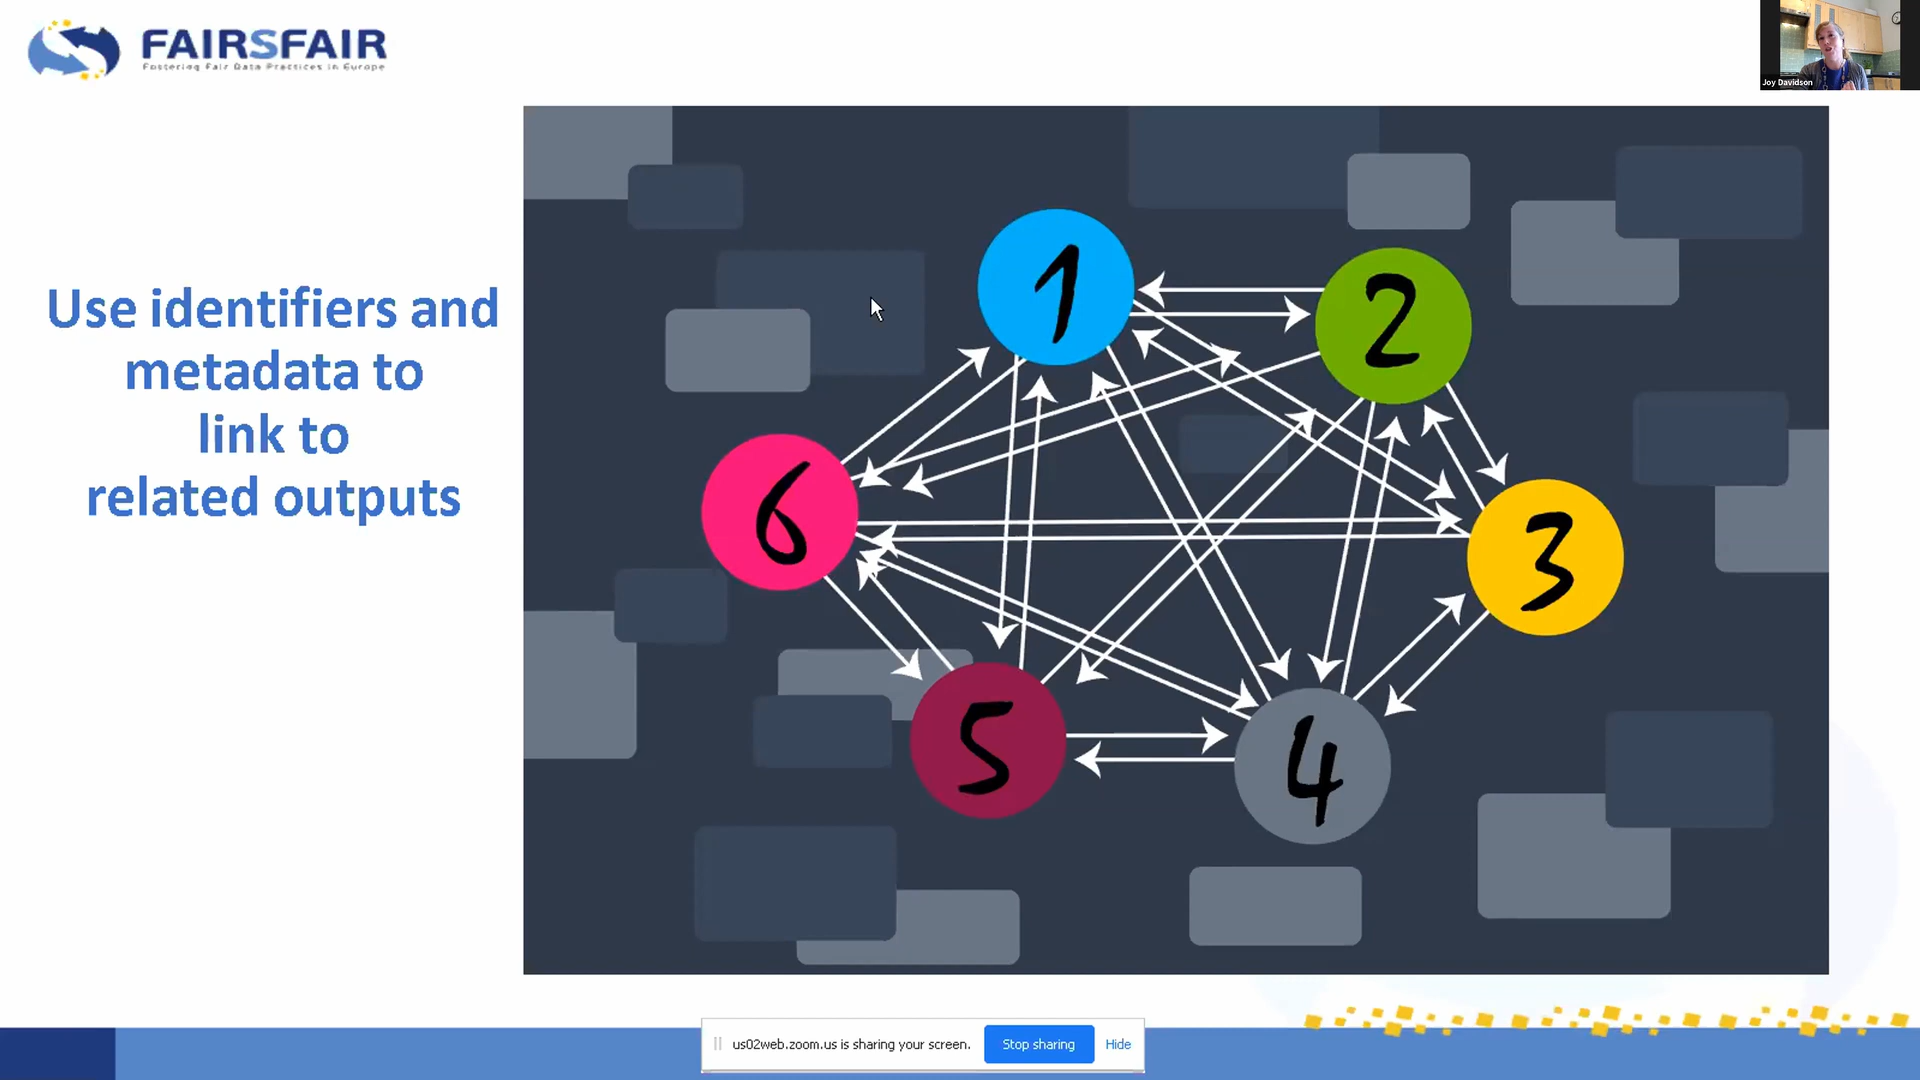 FAIRSFAIR
Fostering Fair Data Practices in Europe
Joy Davidson
Use identifiers and
metadata to
link to
related outputs
1
2
6
3
5
4
us02web.zoom.us is sharing your screen.
Stop sharing
Hide